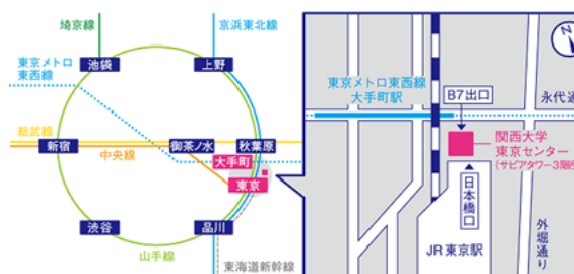 埼京線
京浜東北線
池袋
上野
東京メトロ
東西線
総武線
新宿
御茶ノ水
秋葉原
中央線
大手町
東京
渋谷
品川
山手線
東海道新幹線
東京メトロ東西線
大手町駅
B7出口
永代通
関西大学
東京センター
(サピアタワー3階
日本橋口
JR東京駅
外堀通り